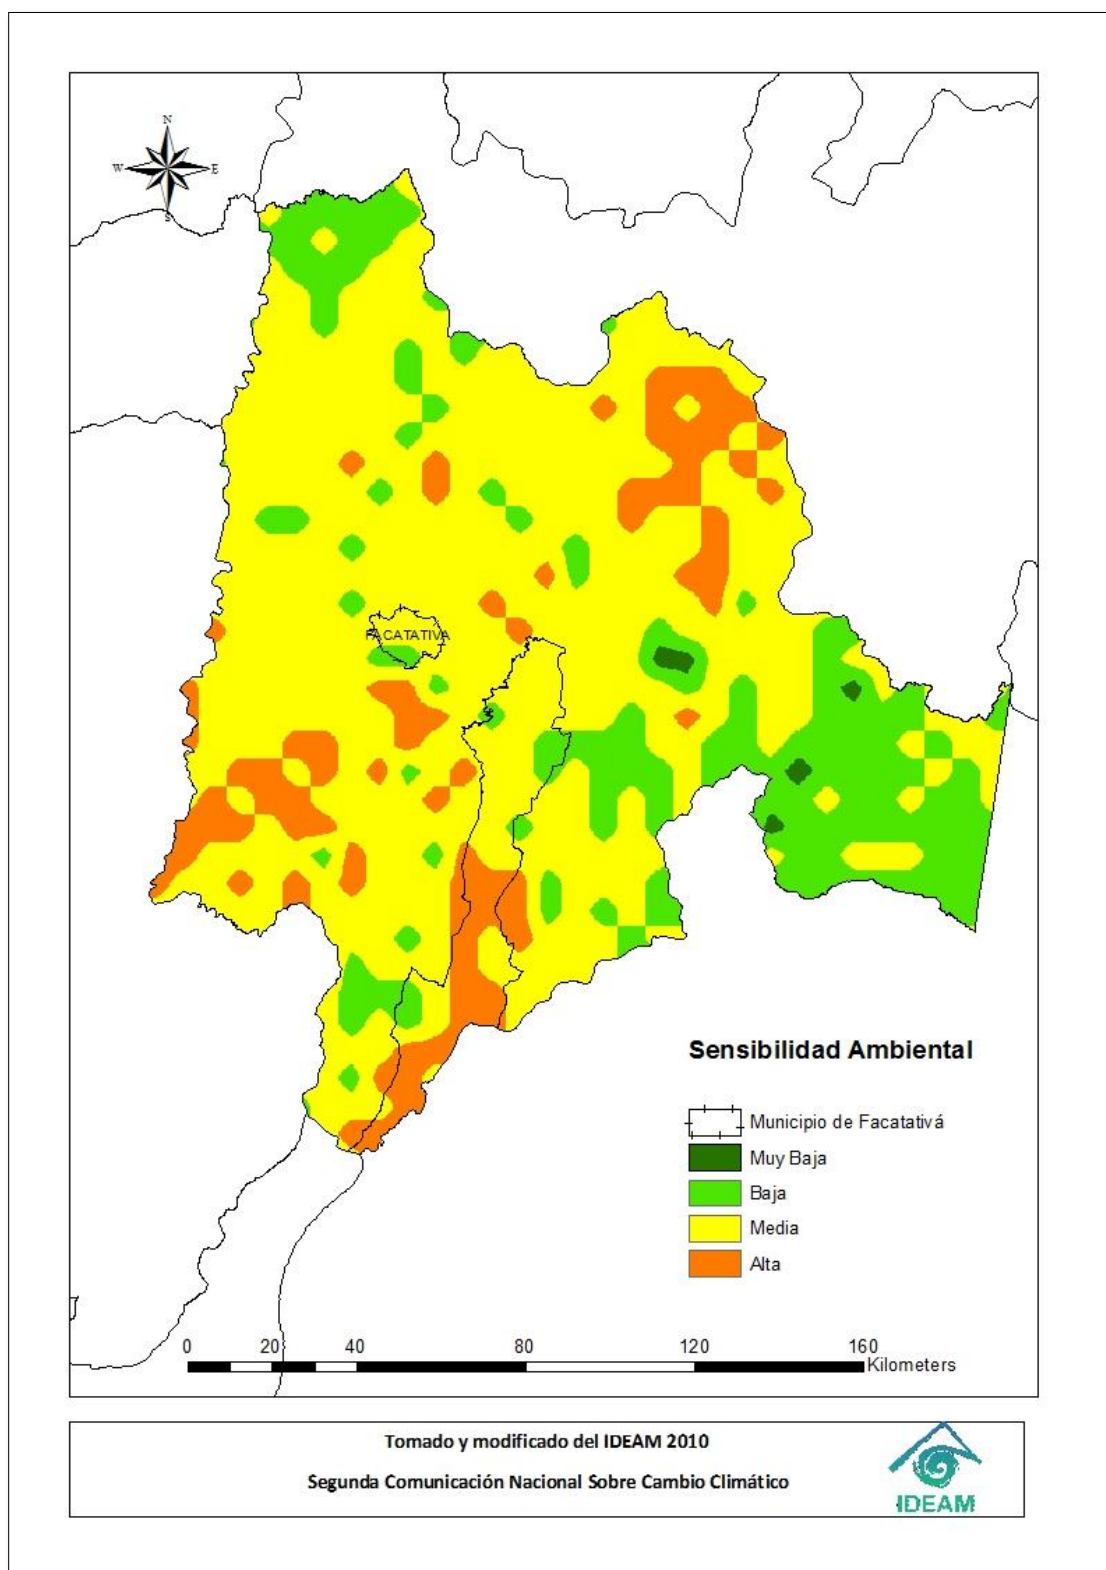 N
W E
S
FACATATIVA
Sensibilidad Ambiental
Municipio de Facatativá
Muy Baja
Baja
Media
Alta
0 20 40 80 120 160
Kilometers
Tomado y modificado del IDEAM 2010
Segunda Comunicación Nacional Sobre Cambio Climático
IDEAM